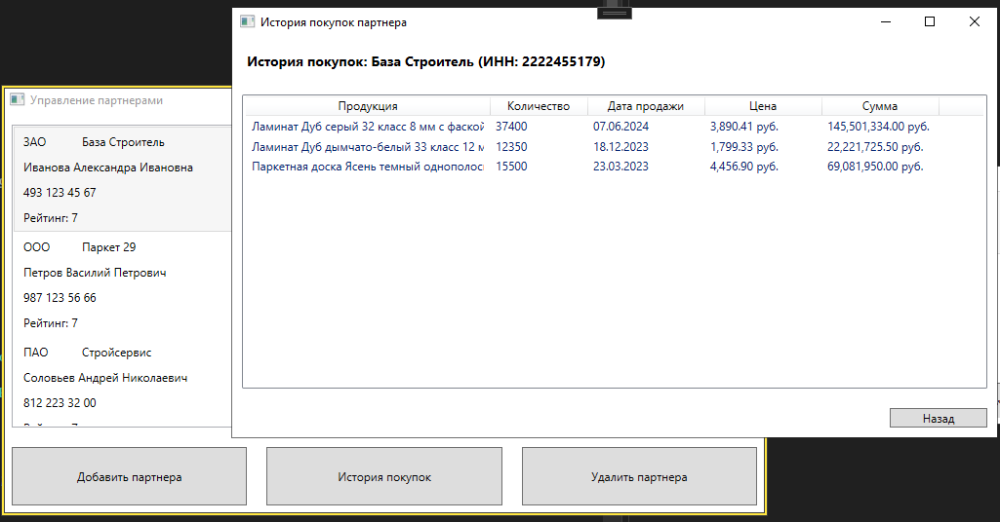 История покупок партнера
История покупок: База Строитель (ИНН: 2222455179)
Продукция Количество Дата продажи Цена Сумма
Ламинат Дуб серый 32 класс 8 мм с фаской 37400 07.06.2024 3,890.41 руб. 145,501,334.00 руб.
Ламинат Дуб дымчато-белый 33 класс 12 м 12350 18.12.2023 1,799.33 руб. 22,221,725.50 руб.
Паркетная доска Ясень темный однополос 15500 23.03.2023 4,456.90 руб. 69,081,950.00 руб.
Назад
Управление партнерами
ЗАО База Строитель
Иванова Александра Ивановна
493 123 45 67
Рейтинг: 7
ООО Паркет 29
Петров Василий Петрович
987 123 56 66
Рейтинг: 7
ПАО Стройсервис
Соловьев Андрей Николаевич
812 223 32 00
Добавить партнера История покупок Удалить партнера